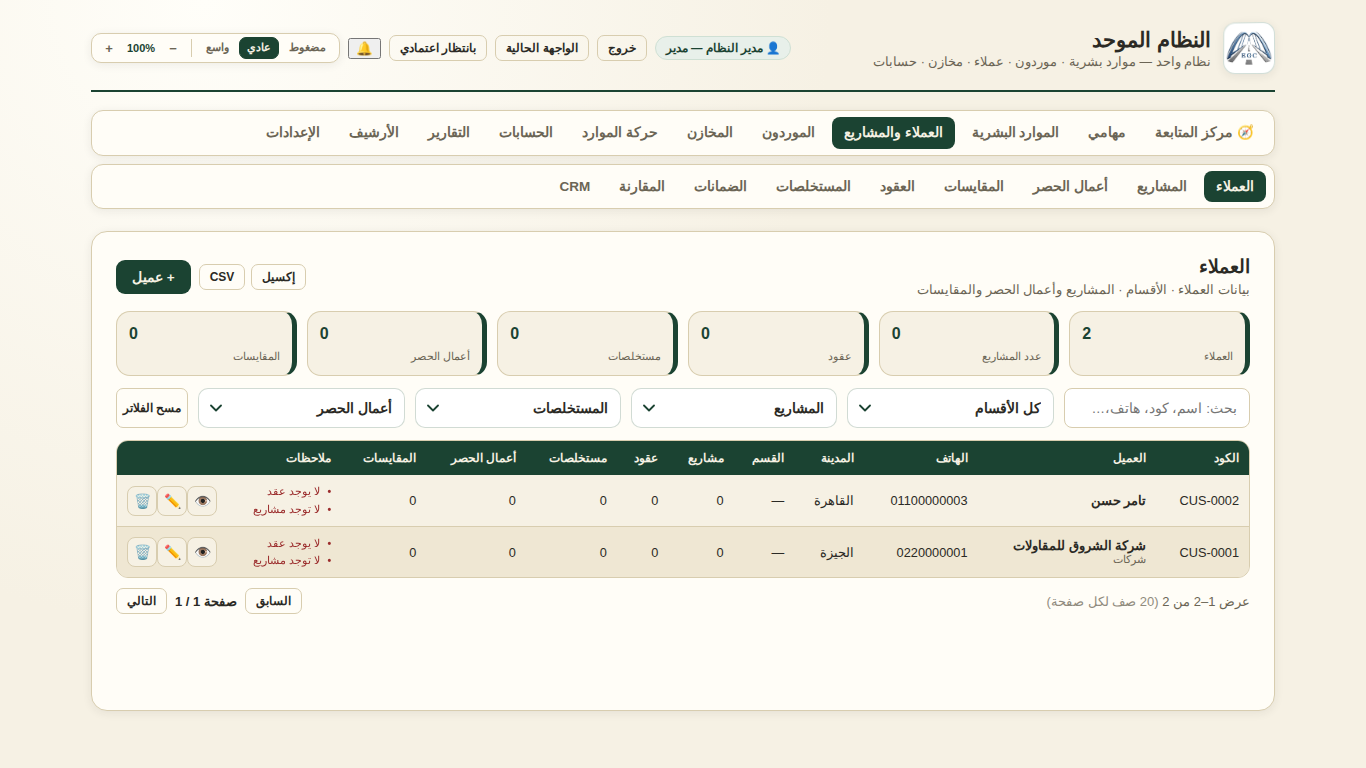 ROC
النظام الموحد
نظام واحد — موارد بشرية · موردون · عملاء · مخازن · حسابات
مدير النظام — مدير
خروج
الواجهة الحالية
بانتظار اعتمادي
مضغوط عادي واسع − 100% +
مركز المتابعة مهامي الموارد البشرية العملاء والمشاريع الموردون المخازن حركة الموارد الحسابات التقارير الأرشيف الإعدادات
العملاء المشاريع أعمال الحصر المقايسات العقود المستخلصات الضمانات المقارنة CRM
العملاء
بيانات العملاء · الأقسام · المشاريع وأعمال الحصر والمقايسات
إكسيل CSV + عميل
2 0 0 0 0 0
العملاء عدد المشاريع عقود مستخلصات أعمال الحصر المقايسات
بحث: اسم، كود، هاتف،… كل الأقسام المشاريع المستخلصات أعمال الحصر مسح الفلاتر
الكود العميل الهاتف المدينة القسم مشاريع عقود مستخلصات أعمال الحصر المقايسات ملاحظات
CUS-0002 تامر حسن 01100000003 القاهرة — 0 0 0 0 0
• لا يوجد عقد
• لا توجد مشاريع
CUS-0001 شركة الشروق للمقاولات 0220000001 الجيزة — 0 0 0 0 0
شركات
• لا يوجد عقد
• لا توجد مشاريع
عرض 1–2 من 2 (20 صف لكل صفحة)
السابق صفحة 1 / 1 التالي